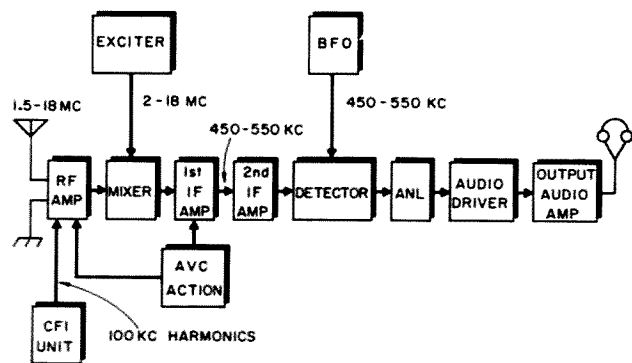 EXCITER
BFO
1.5-18 MC
2-18 MC
450-550 KC
450-550 KC
RF
AMP
MIXER
1st
IF
AMP
2nd
IF
AMP
DETECTOR
ANL
AUDIO
DRIVER
OUTPUT
AUDIO
AMP
AVC
ACTION
CFI
UNIT
100 KC HARMONICS